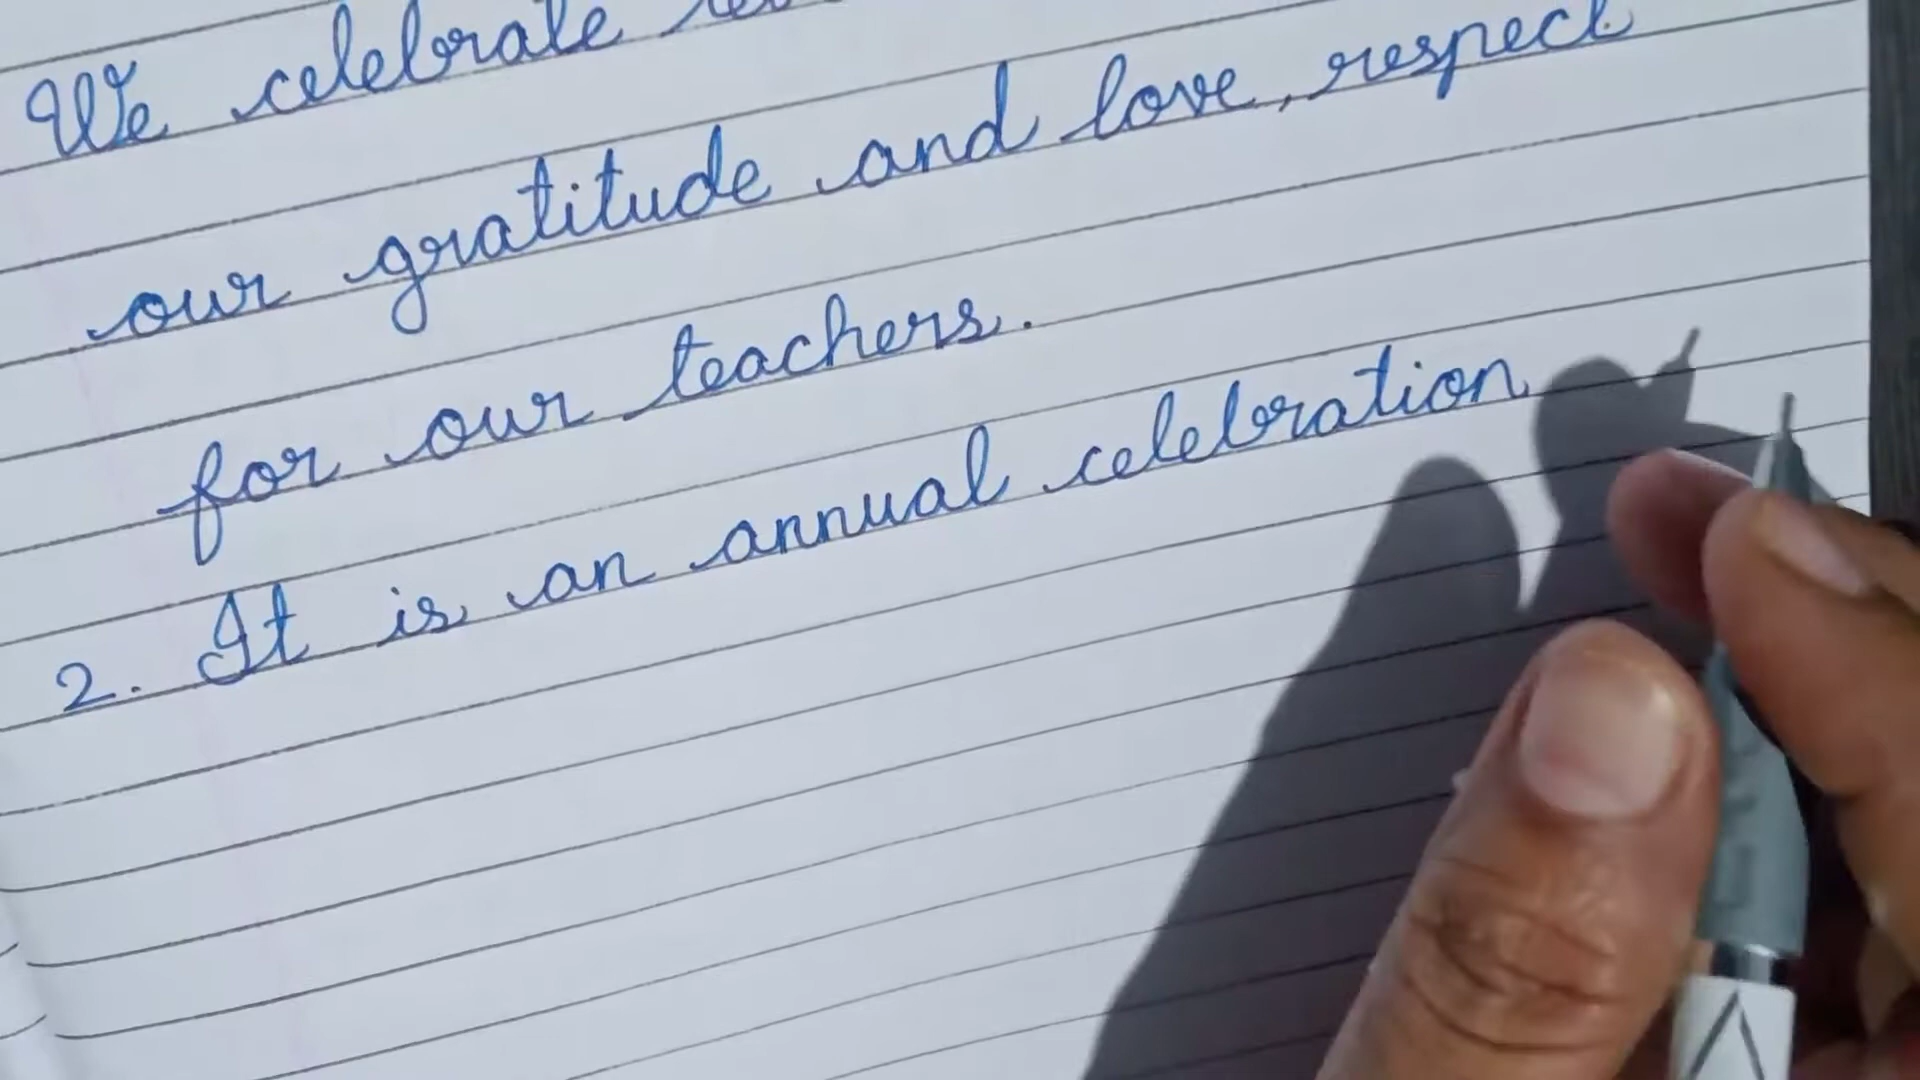 We celebrate
our gratitude and love, respect
for our teachers.
2. It is an annual celebration